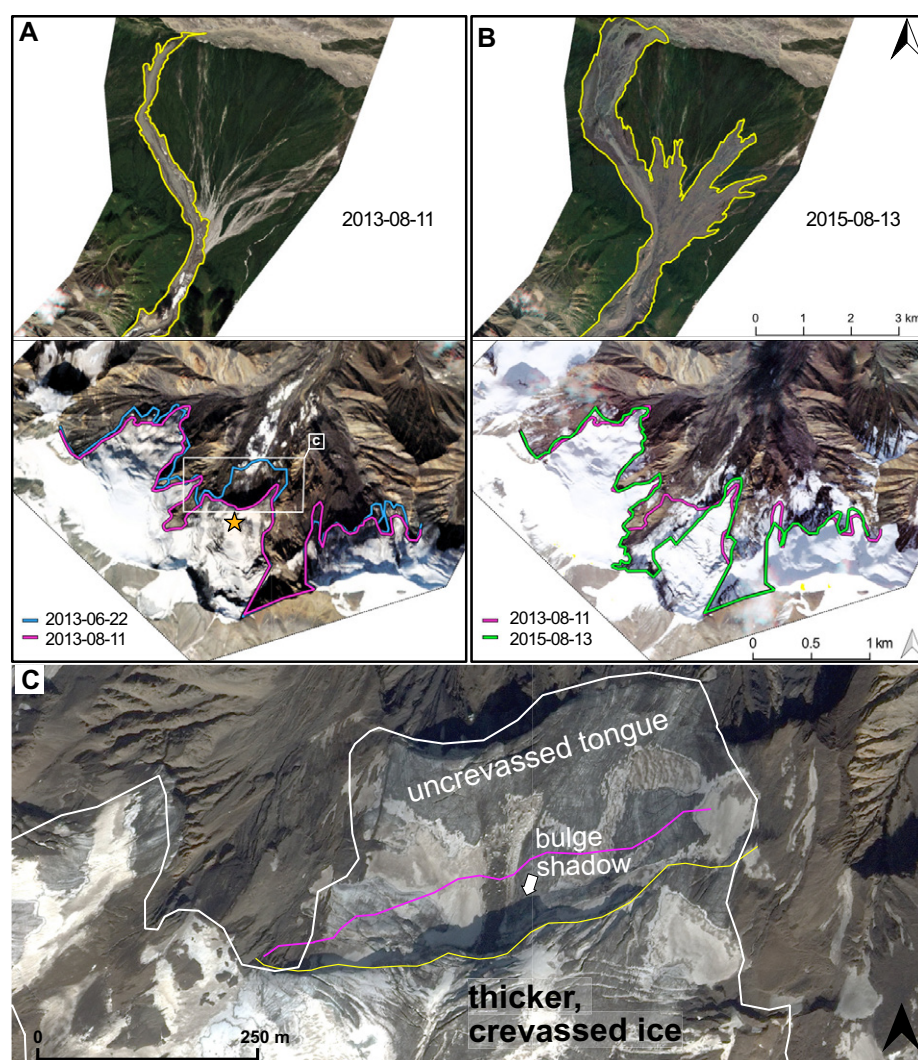 A
B
2013-08-11
2015-08-13
0 1 2 3 km
C
2013-06-22
2013-08-11
2013-08-11
2015-08-13
0 0.5 1 km
C
uncrevassed tongue
bulge
shadow
thicker,
crevassed ice
0 250 m